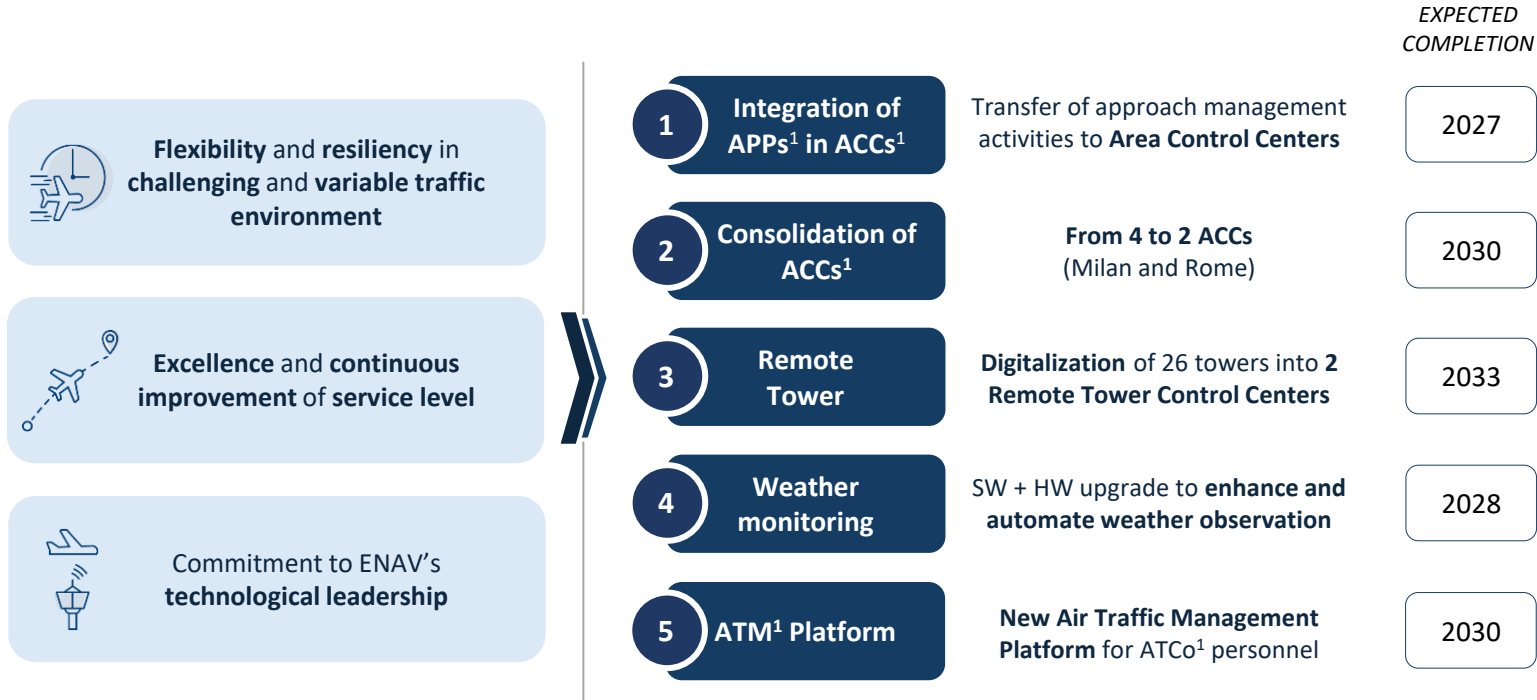 EXPECTED
COMPLETION
Flexibility and resiliency in
challenging and variable traffic
environment
Excellence and continuous
improvement of service level
Commitment to ENAV’s
technological leadership
1
Integration of
APPs¹ in ACCs¹
Transfer of approach management
activities to Area Control Centers
2027
2
Consolidation of
ACCs¹
From 4 to 2 ACCs
(Milan and Rome)
2030
3
Remote
Tower
Digitalization of 26 towers into 2
Remote Tower Control Centers
2033
4
Weather
monitoring
SW + HW upgrade to enhance and
automate weather observation
2028
5
ATM¹ Platform
New Air Traffic Management
Platform for ATCo¹ personnel
2030